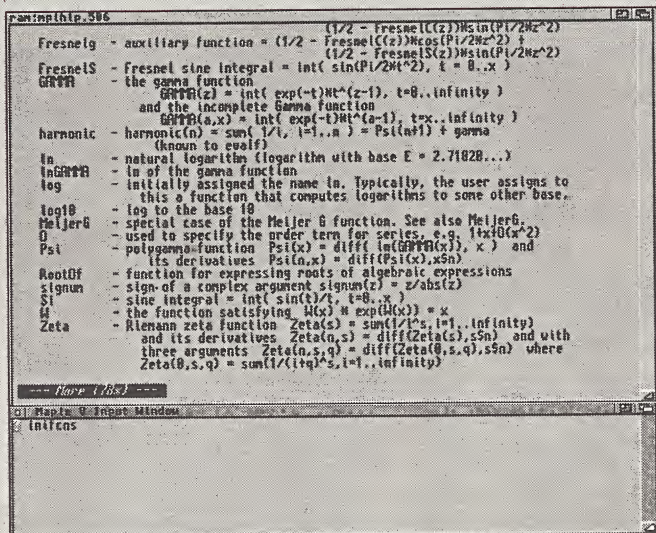 ram:mplhlp.506
(1/2 - FresnelC(z))*sin(Pi/2*z^2)
Fresnelg - auxiliary function = (1/2 - FresnelC(z))*cos(Pi/2*z^2) +
(1/2 - FresnelS(z))*sin(Pi/2*z^2)
FresnelS - Fresnel sine integral = int( sin(Pi/2*t^2), t = 0..x )
GAMMA - the gamma function
GAMMA(z) = int( exp(-t)*t^(z-1), t=0..infinity )
and the incomplete Gamma function
GAMMA(a,x) = int( exp(-t)*t^(a-1), t=x..infinity )
harmonic - harmonic(n) = sum( 1/i, i=1..n ) = Psi(n+1) + gamma
(known to evalf)
ln - natural logarithm (logarithm with base E = 2.71828...)
lnGAMMA - ln of the gamma function
log - initially assigned the name ln. Typically, the user assigns to
this a function that computes logarithms to some other base.
log10 - log to the base 10
MeijerG - special case of the Meijer G function. See also MeijerG.
O - used to specify the order term for series, e.g. 1+x+O(x^2)
Psi - polygamma function Psi(x) = diff( ln(GAMMA(x)), x ) and
its derivatives Psi(n,x) = diff(Psi(x),x$n)
RootOf - function for expressing roots of algebraic expressions
signum - sign of a complex argument signum(z) = z/abs(z)
Si - sine integral = int( sin(t)/t, t=0..x )
W - the function satisfying W(x) * exp(W(x)) = x
Zeta - Riemann zeta function Zeta(s) = sum(1/i^s,i=1..infinity)
and its derivatives Zeta(n,s) = diff(Zeta(s),s$n) and with
three arguments Zeta(n,s,q) = diff(Zeta(0,s,q),s$n) where
Zeta(0,s,q) = sum(1/(i+q)^s,i=1..infinity)
--- More (78%) ---
Maple V Input Window
? inifcns